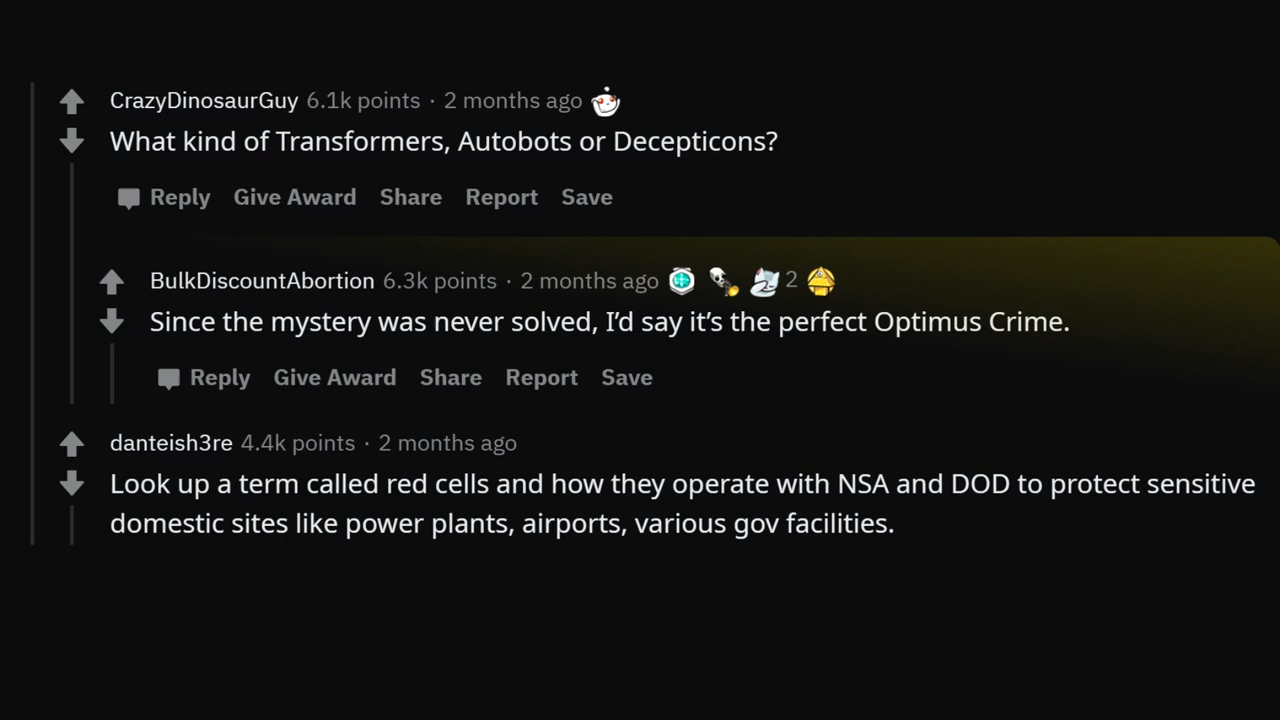 CrazyDinosaurGuy 6.1k points · 2 months ago
What kind of Transformers, Autobots or Decepticons?
Reply Give Award Share Report Save
BulkDiscountAbortion 6.3k points · 2 months ago 2
Since the mystery was never solved, I’d say it’s the perfect Optimus Crime.
Reply Give Award Share Report Save
danteish3re 4.4k points · 2 months ago
Look up a term called red cells and how they operate with NSA and DOD to protect sensitive
domestic sites like power plants, airports, various gov facilities.